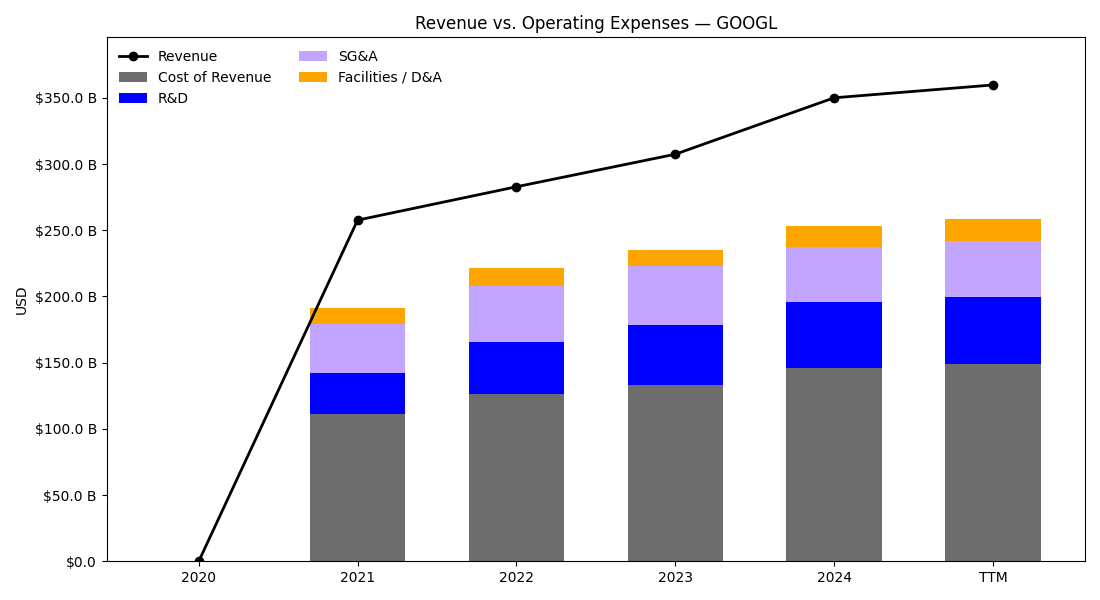 Revenue vs. Operating Expenses — GOOGL
Revenue
Cost of Revenue
R&D
SG&A
Facilities / D&A
USD
$350.0 B
$300.0 B
$250.0 B
$200.0 B
$150.0 B
$100.0 B
$50.0 B
$0.0
2020 2021 2022 2023 2024 TTM